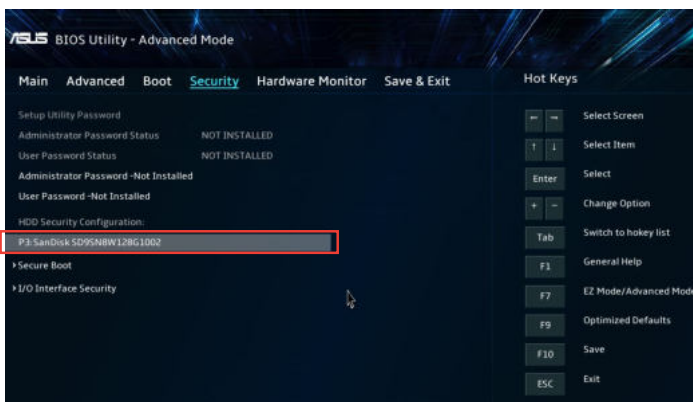 ASUS BIOS Utility - Advanced Mode
Main Advanced Boot Security Hardware Monitor Save & Exit
Setup Utility Password
Administrator Password Status NOT INSTALLED
User Password Status NOT INSTALLED
Administrator Password -Not Installed
User Password -Not Installed
HDD Security Configuration:
P3: SanDisk SD9SN8W128G1002
Secure Boot
I/O Interface Security
Hot Keys
← → Select Screen
↑ ↓ Select Item
Enter Select
+ - Change Option
Tab Switch to hokey list
F1 General Help
F7 EZ Mode/Advanced Mode
F9 Optimized Defaults
F10 Save
ESC Exit